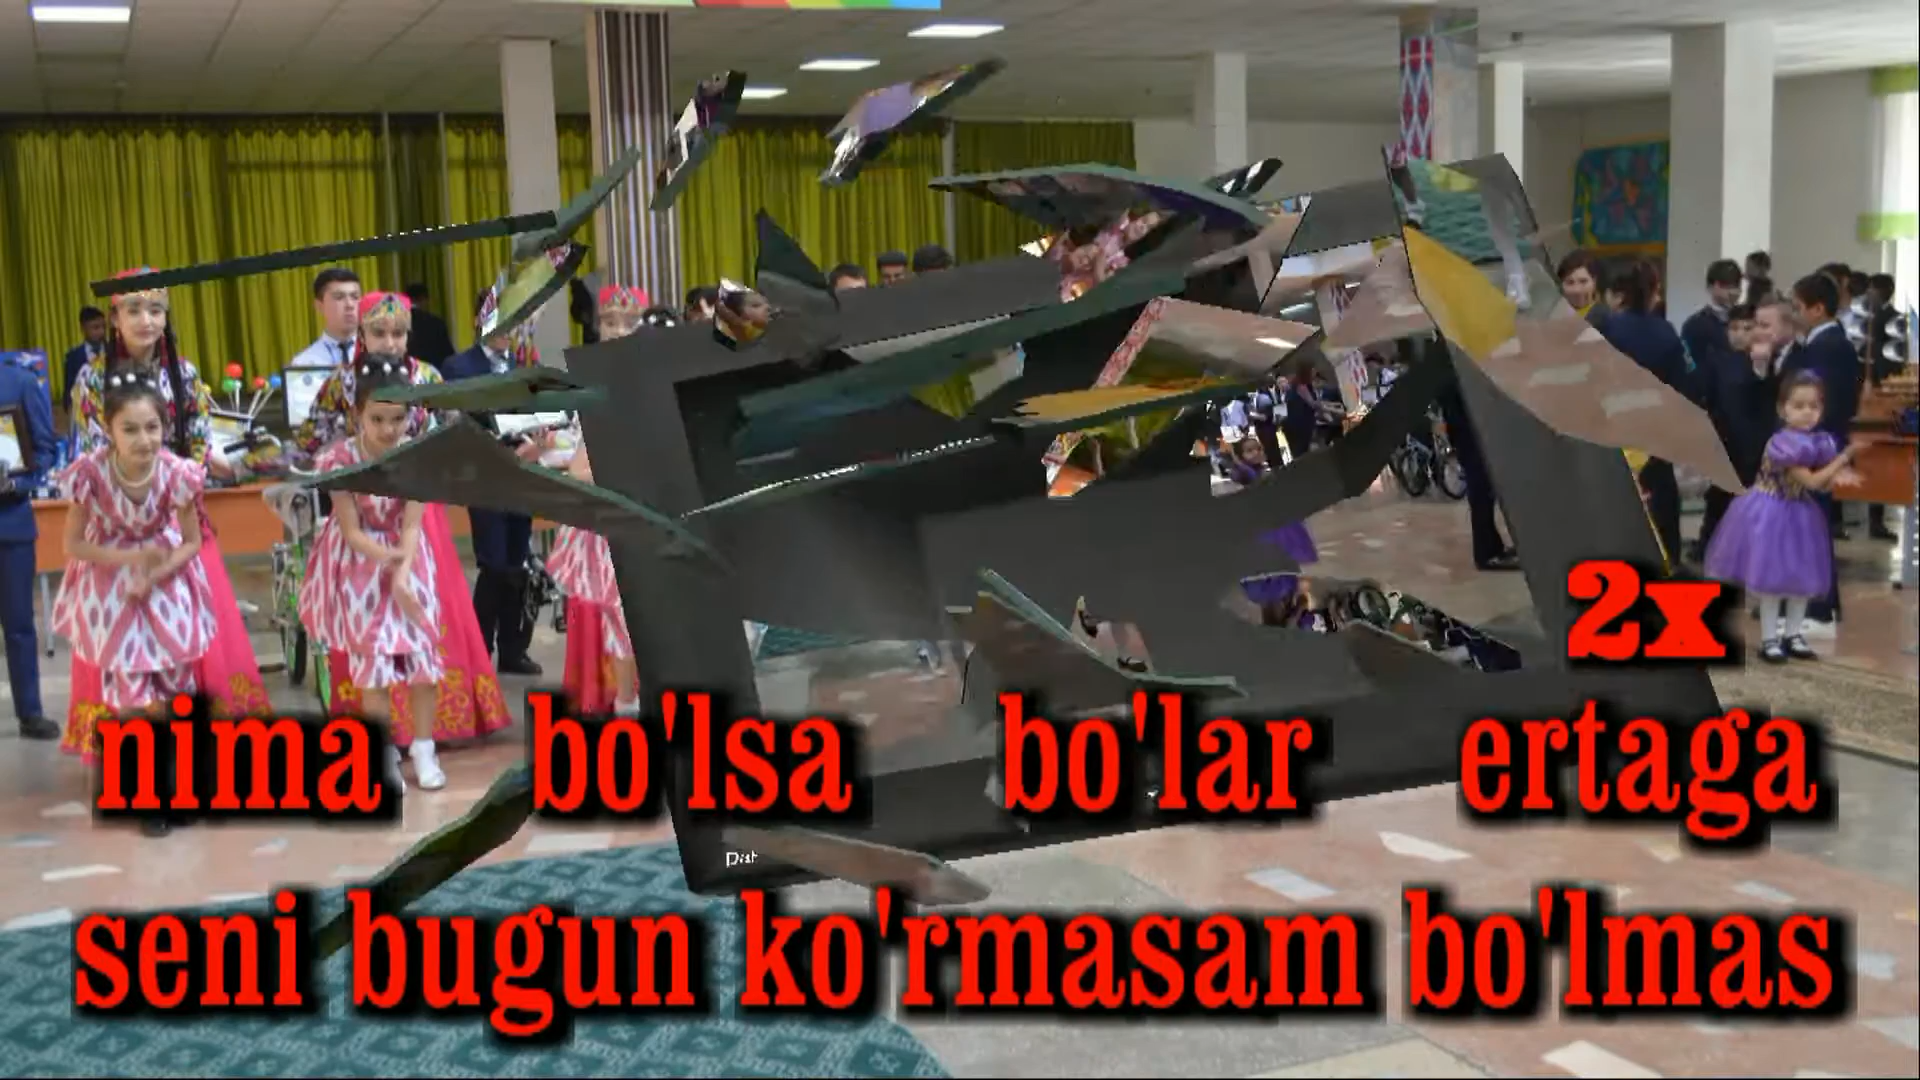 2x
nima bo'lsa bo'lar ertaga
seni bugun ko'rmasam bo'lmas